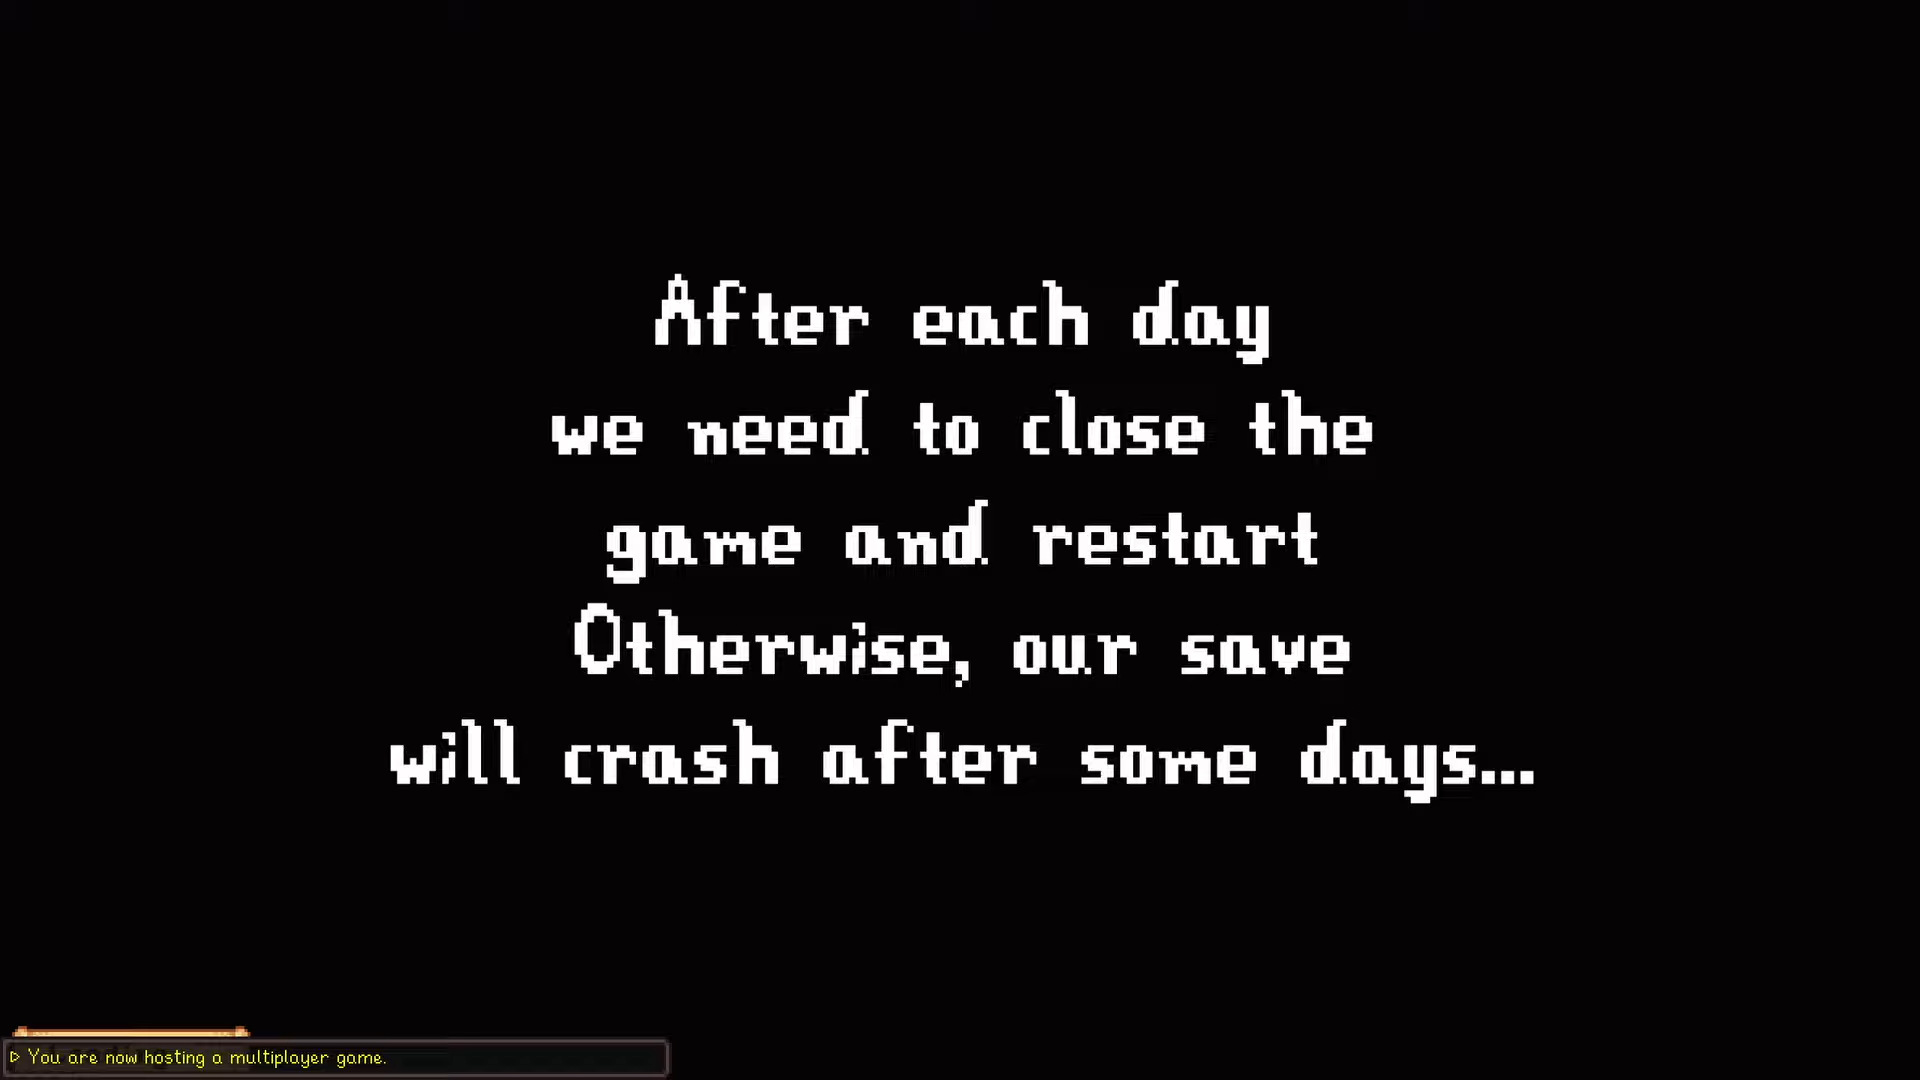 After each day
we need to close the
game and restart
Otherwise, our save
will crash after some days...
You are now hosting a multiplayer game.